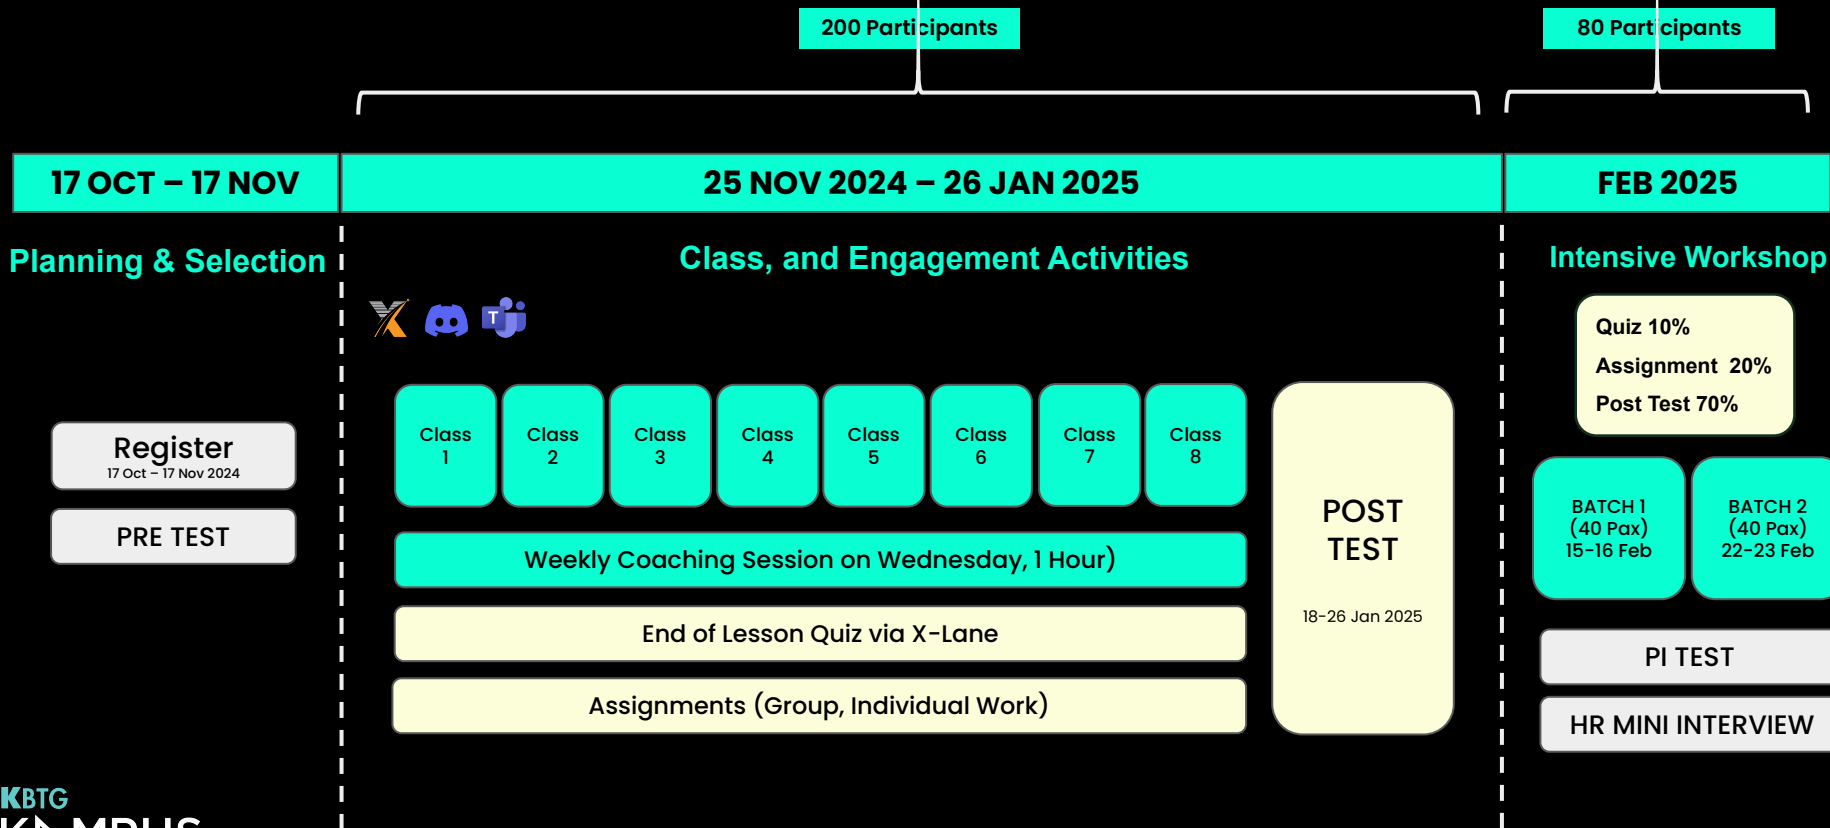 200 Participants
80 Participants
17 OCT – 17 NOV
25 NOV 2024 – 26 JAN 2025
FEB 2025
Planning & Selection
Class, and Engagement Activities
Intensive Workshop
T
Quiz 10%
Assignment 20%
Post Test 70%
Register
17 Oct – 17 Nov 2024
PRE TEST
Class
1
Class
2
Class
3
Class
4
Class
5
Class
6
Class
7
Class
8
Weekly Coaching Session on Wednesday, 1 Hour)
End of Lesson Quiz via X-Lane
Assignments (Group, Individual Work)
POST
TEST
18-26 Jan 2025
BATCH 1
(40 Pax)
15-16 Feb
BATCH 2
(40 Pax)
22-23 Feb
PI TEST
HR MINI INTERVIEW
KBTG